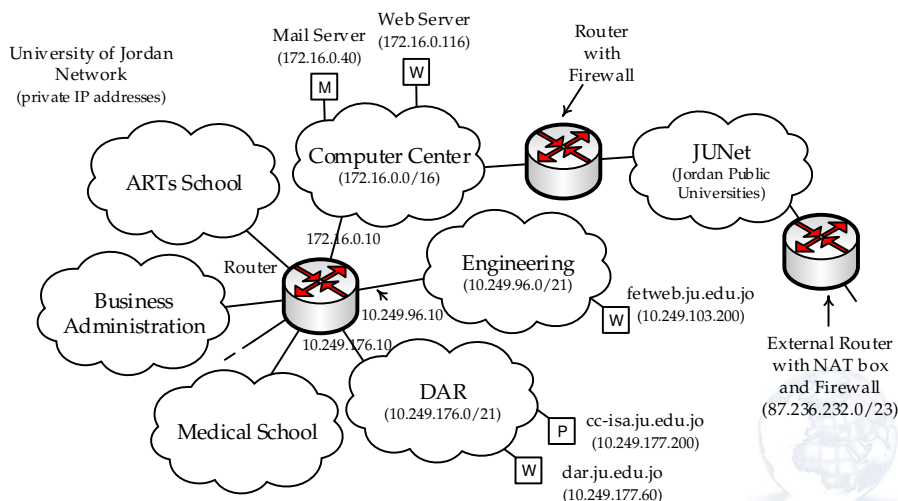 University of Jordan
Network
(private IP addresses)
Mail Server
(172.16.0.40)
M
Web Server
(172.16.0.116)
W
Router
with
Firewall
ARTs School
Computer Center
(172.16.0.0/16)
JUNet
(Jordan Public
Universities)
172.16.0.10
Router
Engineering
(10.249.96.0/21)
10.249.96.10
Business
Administration
fetweb.ju.edu.jo
(10.249.103.200)
W
10.249.176.10
External Router
with NAT box
and Firewall
(87.236.232.0/23)
DAR
(10.249.176.0/21)
Medical School
P
cc-isa.ju.edu.jo
(10.249.177.200)
W
dar.ju.edu.jo
(10.249.177.60)